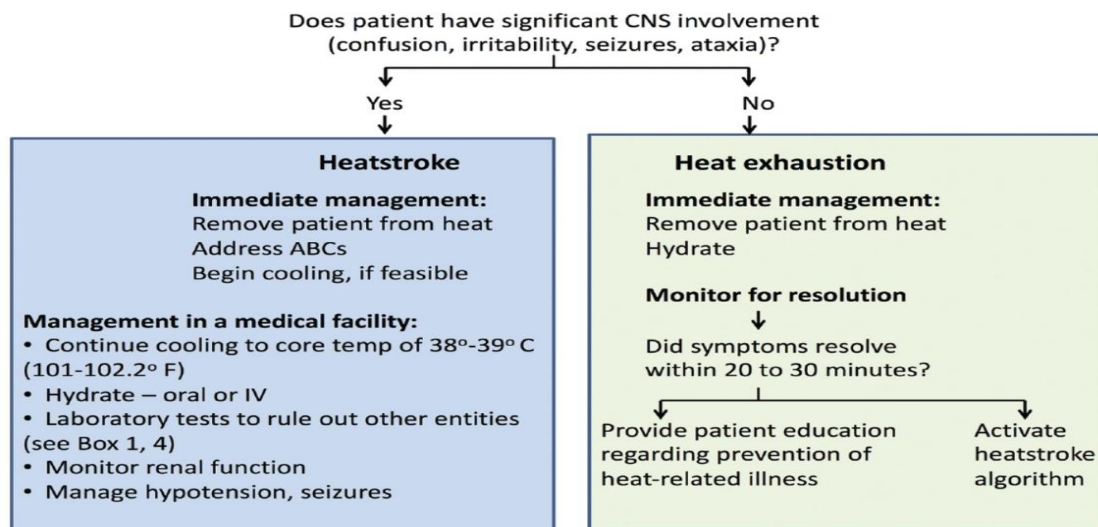 Does patient have significant CNS involvement
(confusion, irritability, seizures, ataxia)?
Yes
No
Heatstroke
Immediate management:
Remove patient from heat
Address ABCs
Begin cooling, if feasible
Management in a medical facility:
• Continue cooling to core temp of 38º-39º C
(101-102.2º F)
• Hydrate – oral or IV
• Laboratory tests to rule out other entities
(see Box 1, 4)
• Monitor renal function
• Manage hypotension, seizures
Heat exhaustion
Immediate management:
Remove patient from heat
Hydrate
Monitor for resolution
Did symptoms resolve
within 20 to 30 minutes?
Provide patient education
regarding prevention of
heat-related illness
Activate
heatstroke
algorithm